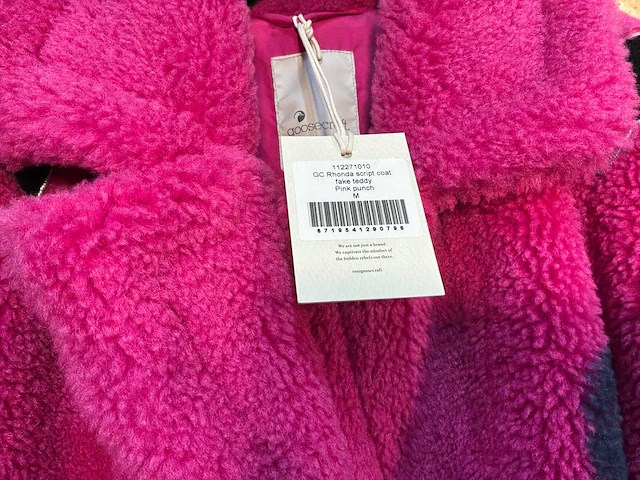 goosecraft
112271010
GC Rhonda script coat
fake teddy
Pink punch
M
8719541290796
We are not just a brand.
We captivate the mindset of
the hidden rebels out there.